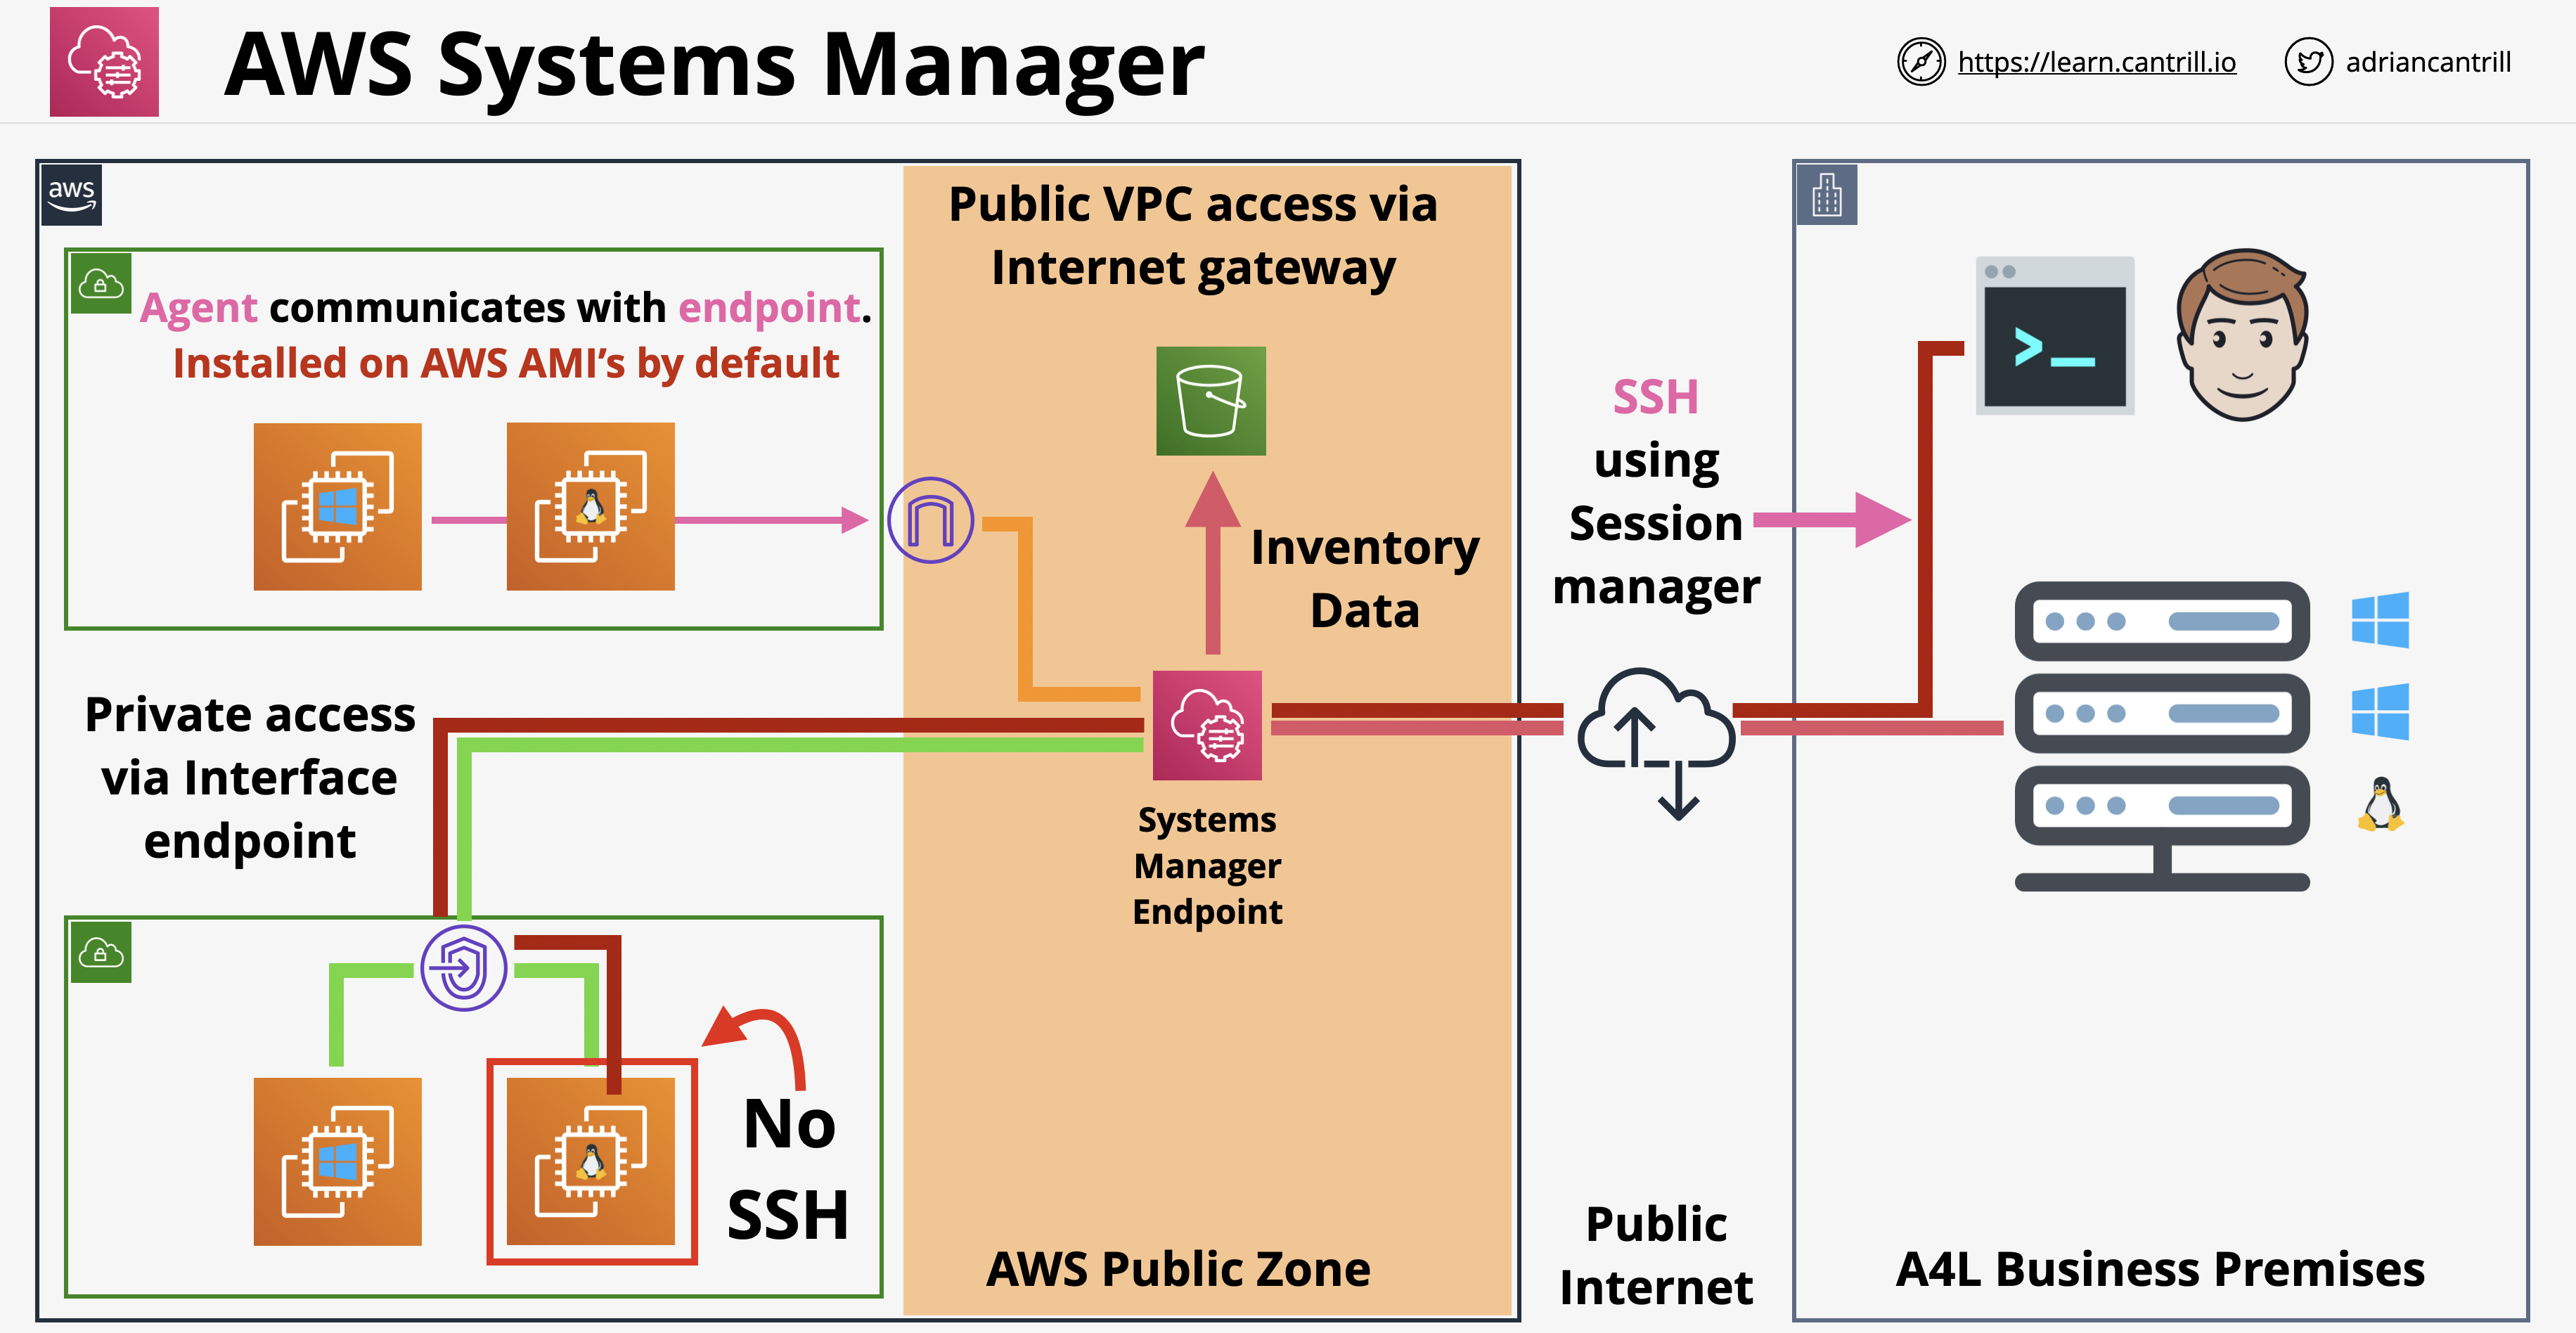 AWS Systems Manager
https://learn.cantrill.io
adriancantrill
aws
Agent communicates with endpoint.
Installed on AWS AMI's by default
Public VPC access via
Internet gateway
Inventory
Data
SSH
using
Session
manager
Private access
via Interface
endpoint
Systems
Manager
Endpoint
No
SSH
AWS Public Zone
Public
Internet
A4L Business Premises